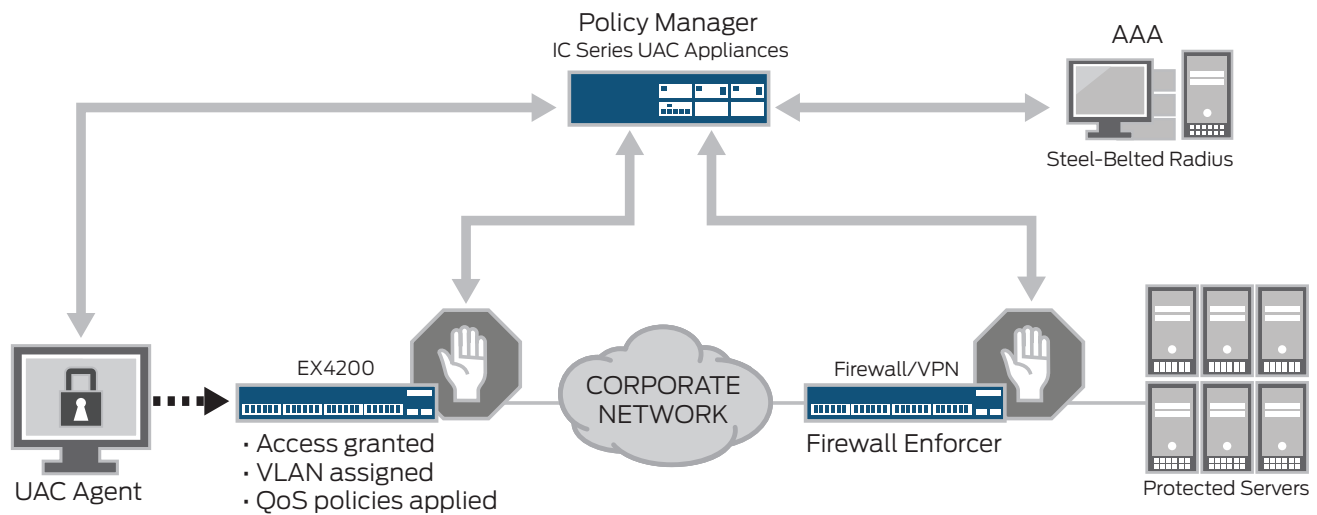 Policy Manager
IC Series UAC Appliances
AAA
Steel-Belted Radius
EX4200
· Access granted
· VLAN assigned
· QoS policies applied
UAC Agent
CORPORATE
NETWORK
Firewall/VPN
Firewall Enforcer
Protected Servers